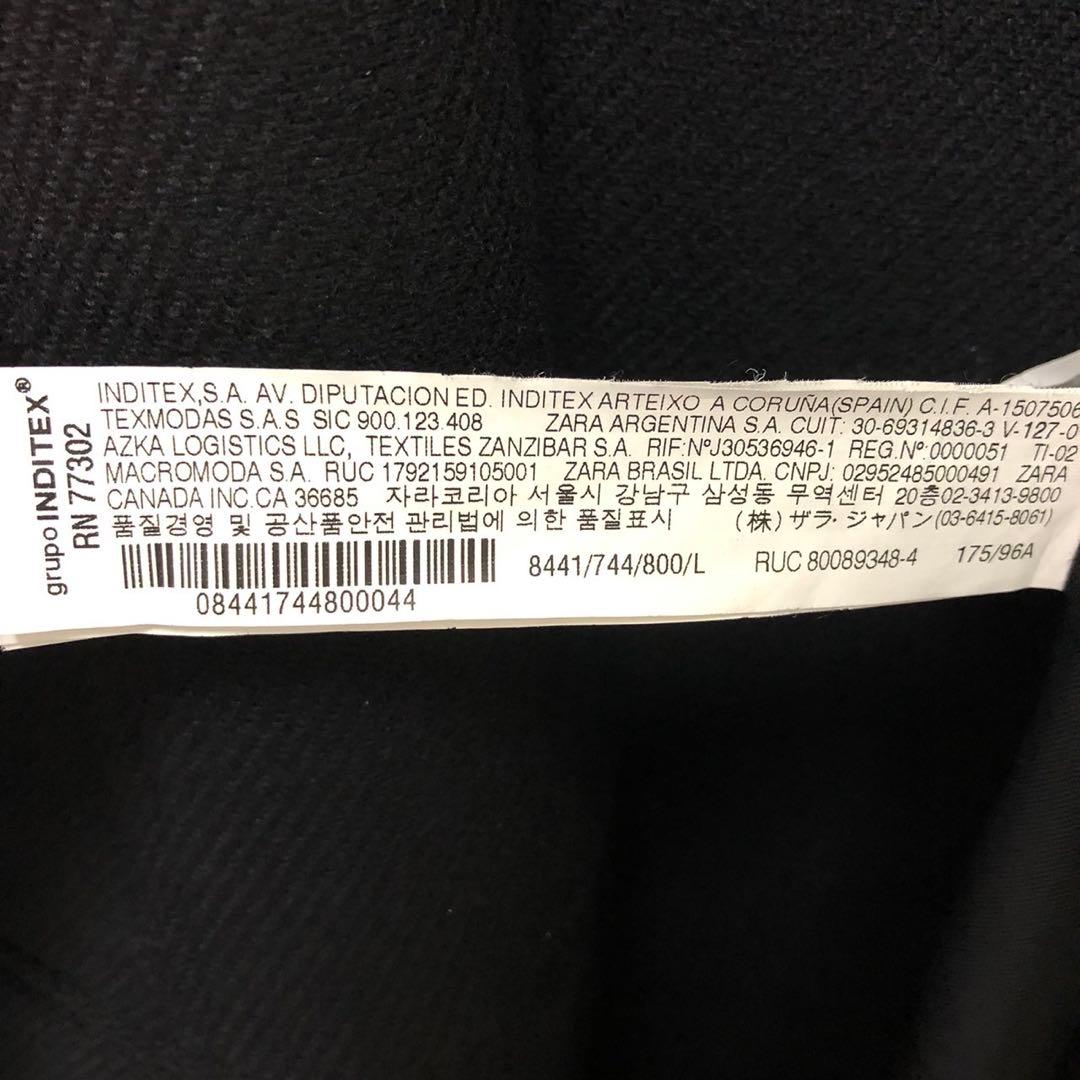 grupo INDITEX®
RN 77302
INDITEX,S.A. AV. DIPUTACION ED. INDITEX ARTEIXO A CORUÑA(SPAIN) C.I.F. A-1507506
TEXMODAS S.A.S SIC 900.123.408 ZARA ARGENTINA S.A. CUIT: 30-69314836-3 V-127-0
AZKA LOGISTICS LLC, TEXTILES ZANZIBAR S.A. RIF:NºJ30536946-1 REG.Nº:0000051 TI-02
MACROMODA S.A. RUC 1792159105001 ZARA BRASIL LTDA. CNPJ: 02952485000491 ZARA
CANADA INC.CA 36685 자라코리아 서울시 강남구 삼성동 무역센터 20층02-3413-9800
품질경영 및 공산품안전 관리법에 의한 품질표시 (株)ザラ・ジャパン(03-6415-8061)
8441/744/800/L RUC 80089348-4 175/96A
08441744800044